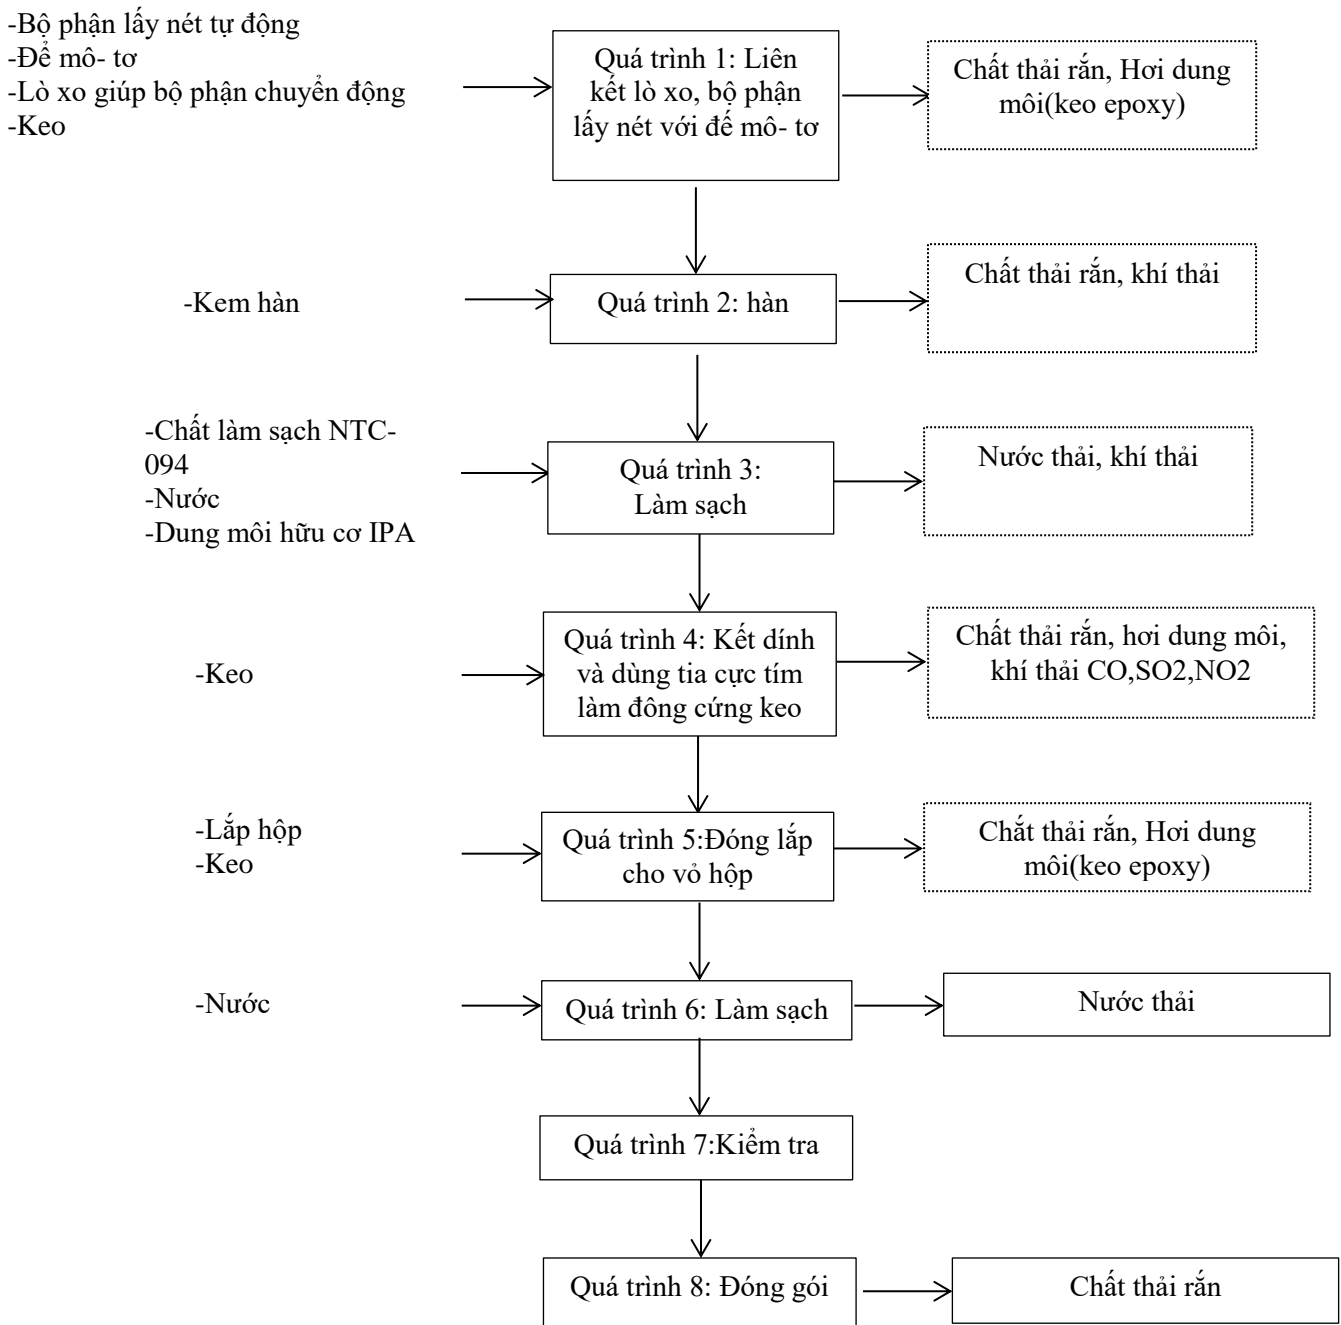 -Bộ phận lấy nét tự động
-Để mô- tơ
-Lò xo giúp bộ phận chuyển động
-Keo
Quá trình 1: Liên
kết lò xo, bộ phận
lấy nét với đế mô- tơ
Chất thải rắn, Hơi dung
môi(keo epoxy)
-Kem hàn
Quá trình 2: hàn
Chất thải rắn, khí thải
-Chất làm sạch NTC-
094
-Nước
-Dung môi hữu cơ IPA
Quá trình 3:
Làm sạch
Nước thải, khí thải
-Keo
Quá trình 4: Kết dính
và dùng tia cực tím
làm đông cứng keo
Chất thải rắn, hơi dung môi,
khí thải CO,SO2,NO2
-Lắp hộp
-Keo
Quá trình 5:Đóng lắp
cho vỏ hộp
Chắt thải rắn, Hơi dung
môi(keo epoxy)
-Nước
Quá trình 6: Làm sạch
Nước thải
Quá trình 7:Kiểm tra
Quá trình 8: Đóng gói
Chất thải rắn